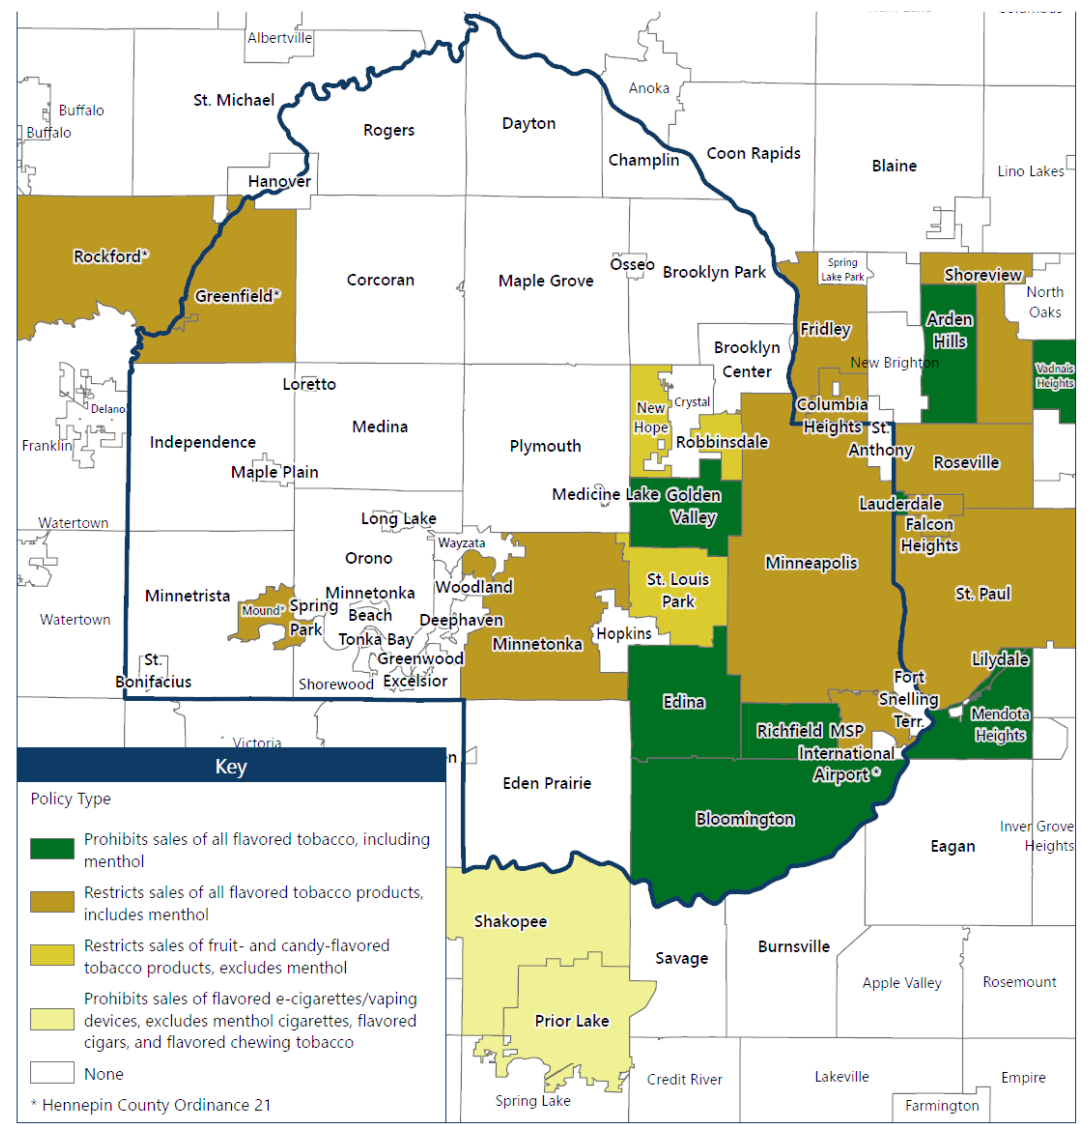 Albertville
St. Michael
Buffalo
Buffalo
Anoka
Rogers
Dayton
Champlin
Coon Rapids
Blaine
Lino Lakes
Hanover
Rockford*
Greenfield*
Corcoran
Maple Grove
Osseo
Brooklyn Park
Spring
Lake Park
Shoreview
North
Oaks
Fridley
Arden
Hills
Brooklyn
Center
New Brighton
Vadnais
Heights
Loretto
Delano
Crystal
New
Hope
Columbia
Heights
St.
Anthony
Franklin
Independence
Medina
Plymouth
Robbinsdale
Roseville
Maple Plain
Medicine Lake
Golden
Valley
Lauderdale
Falcon
Heights
Watertown
Long Lake
Wayzata
Orono
Minneapolis
Minnetrista
Minnetonka
Beach
Woodland
St. Louis
Park
St. Paul
Watertown
Mound*
Spring
Park
Tonka Bay
Deephaven
Minnetonka
Hopkins
Greenwood
Excelsior
Shorewood
St.
Bonifacius
Lilydale
Fort
Snelling
Terr.
Edina
Mendota
Heights
Richfield
MSP
International
Airport *
Victoria
en
Eden Prairie
Bloomington
Eagan
Inver Grove
Heights
Shakopee
Savage
Burnsville
Apple Valley
Rosemount
Prior Lake
Credit River
Lakeville
Empire
Spring Lake
Farmington
Key
Policy Type
Prohibits sales of all flavored tobacco, including
menthol
Restricts sales of all flavored tobacco products,
includes menthol
Restricts sales of fruit- and candy-flavored
tobacco products, excludes menthol
Prohibits sales of flavored e-cigarettes/vaping
devices, excludes menthol cigarettes, flavored
cigars, and flavored chewing tobacco
None
* Hennepin County Ordinance 21